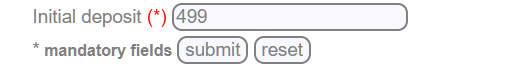 Initial deposit (*) 499
* mandatory fields submit reset